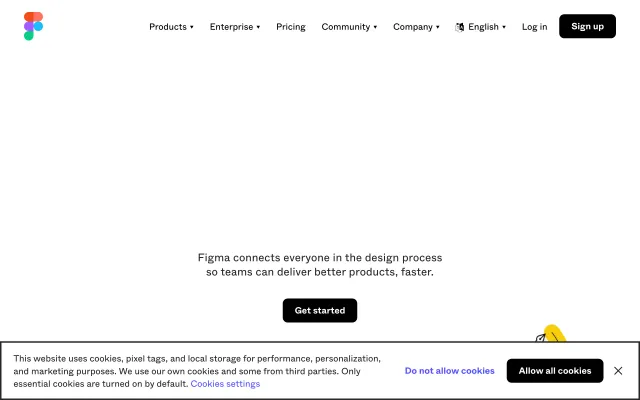 Products
Enterprise
Pricing
Community
Company
English
Log in
Sign up
Figma connects everyone in the design process
so teams can deliver better products, faster.
Get started
This website uses cookies, pixel tags, and local storage for performance, personalization,
and marketing purposes. We use our own cookies and some from third parties. Only
essential cookies are turned on by default. Cookies settings
Do not allow cookies
Allow all cookies